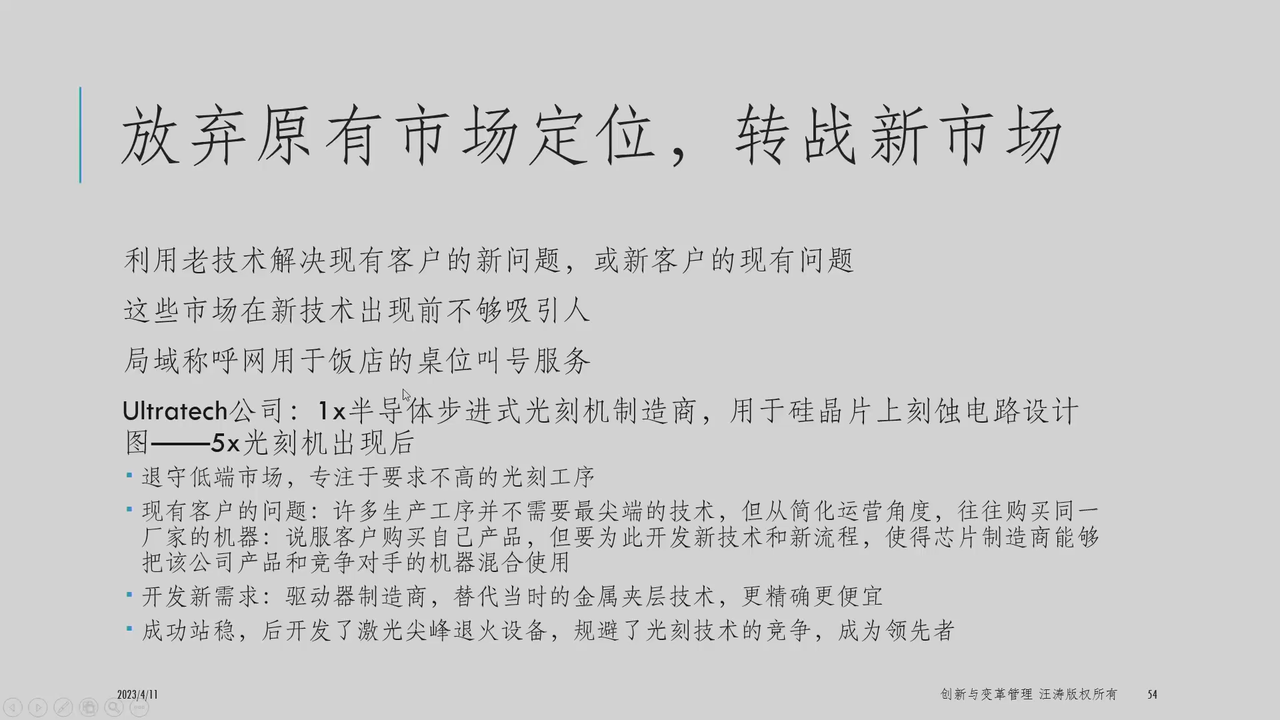 放弃原有市场定位，转战新市场
利用老技术解决现有客户的新问题，或新客户的现有问题
这些市场在新技术出现前不够吸引人
局域称呼网用于饭店的桌位叫号服务
Ultratech公司：1x半导体步进式光刻机制造商，用于硅晶片上刻蚀电路设计
图——5x光刻机出现后
退守低端市场，专注于要求不高的光刻工序
现有客户的问题：许多生产工序并不需要最尖端的技术，但从简化运营角度，往往购买同一
厂家的机器：说服客户购买自己产品，但要为此开发新技术和新流程，使得芯片制造商能够
把该公司产品和竞争对手的机器混合使用
开发新需求：驱动器制造商，替代当时的金属夹层技术，更精确更便宜
成功站稳，后开发了激光尖峰退火设备，规避了光刻技术的竞争，成为领先者
2023/4/11
创新与变革管理 汪涛版权所有
54